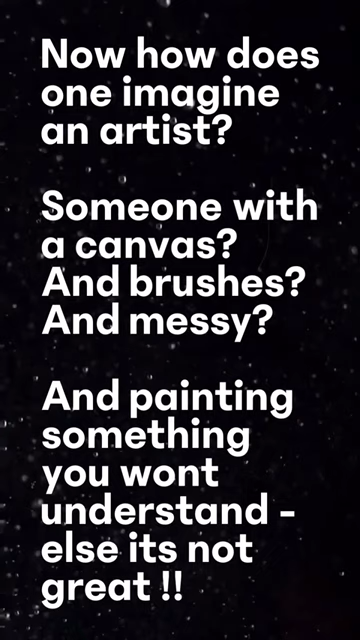 Now how does
one imagine
an artist?
Someone with
a canvas?
And brushes?
And messy?
And painting
something
you wont
understand -
else its not
great !!